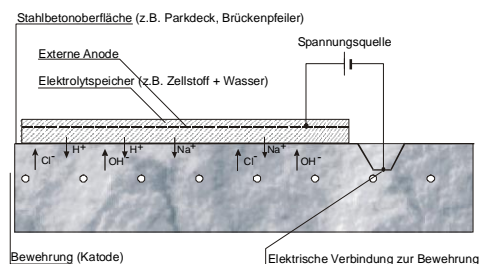 Stahlbetonoberfläche (z.B. Parkdeck, Brückenpfeiler)
Spannungsquelle
Externe Anode
Elektrolytspeicher (z.B. Zellstoff + Wasser)
Cl⁻ H⁺ OH⁻ H⁺ Na⁺ Cl⁻ Na⁺ OH⁻
Bewehrung (Katode)
Elektrische Verbindung zur Bewehrung